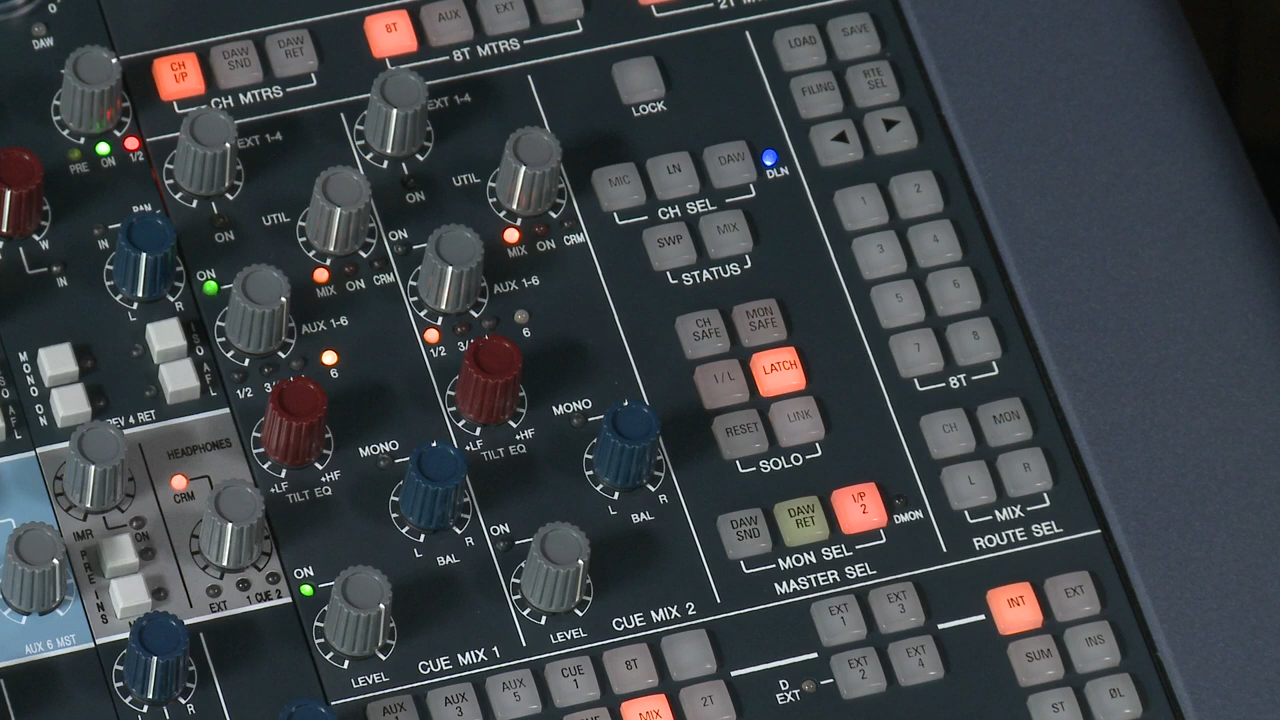 DAW
CH I/P
DAW SND
DAW RET
CH MTRS
8T
AUX
EXT
8T MTRS
LOCK
LOAD
SAVE
FILING
RTE SEL
PRE
ON
1/2
EXT 1-4
ON
UTIL
MIX
ON
CRM
EXT 1-4
ON
UTIL
MIX
ON
CRM
MIC
LN
DAW
DLN
CH SEL
SWP
MIX
STATUS
1
2
3
4
5
6
7
8
8T
PAN
IN
L
R
W
IN
ON
AUX 1-6
1/2
6
ON
AUX 1-6
1/2
6
CH SAFE
MON SAFE
I/L
LATCH
RESET
LINK
SOLO
MONO
ON
ISO
AFL
REV 4 RET
+LF
+HF
TILT EQ
MONO
L
R
BAL
+LF
+HF
TILT EQ
MONO
L
R
BAL
CH
MON
L
R
MIX
ROUTE SEL
DAW SND
DAW RET
I/P 2
DMON
MON SEL
MASTER SEL
HEADPHONES
CRM
IMR
ON
PRE
INS
EXT
1 CUE 2
AUX 6 MST
ON
LEVEL
CUE MIX 1
ON
LEVEL
CUE MIX 2
R
AUX 3
AUX 5
CUE 1
8T
MIX
2T
D EXT
EXT 1
EXT 3
EXT 2
EXT 4
INT
EXT
SUM
INS
ST
ØL